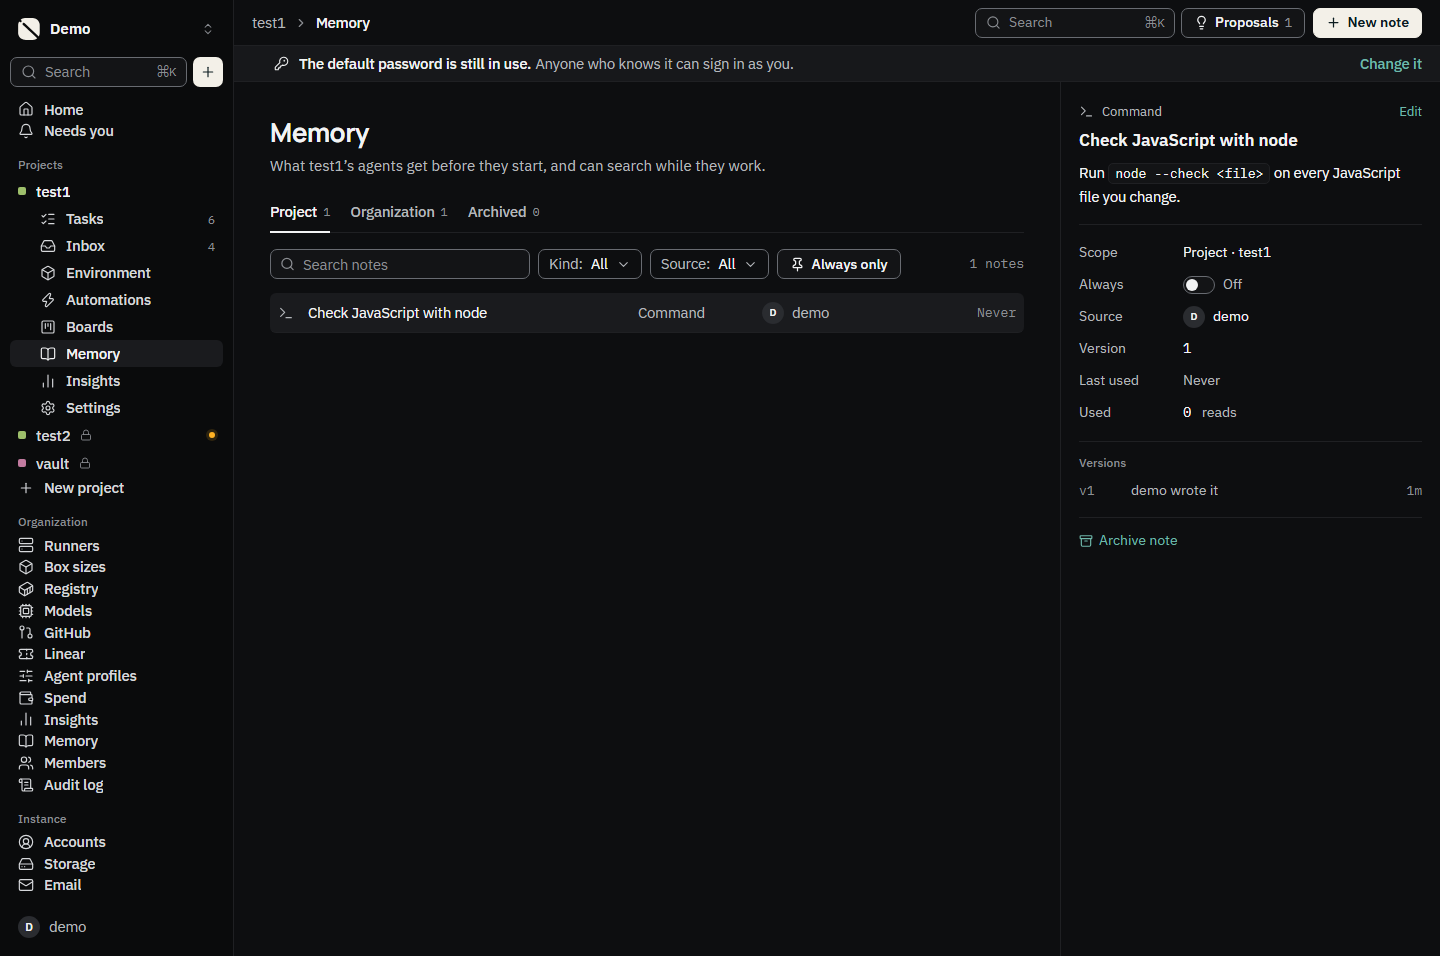 Demo
Search ⌘K
Home
Needs you
Projects
test1
Tasks 6
Inbox 4
Environment
Automations
Boards
Memory
Insights
Settings
test2
vault
New project
Organization
Runners
Box sizes
Registry
Models
GitHub
Linear
Agent profiles
Spend
Insights
Memory
Members
Audit log
Instance
Accounts
Storage
Email
D demo
test1 > Memory
Search ⌘K
Proposals 1
New note
The default password is still in use. Anyone who knows it can sign in as you.
Change it
Memory
What test1’s agents get before they start, and can search while they work.
Project 1 Organization 1 Archived 0
Search notes
Kind: All
Source: All
Always only
1 notes
Check JavaScript with node Command D demo Never
Command Edit
Check JavaScript with node
Run node --check <file> on every JavaScript
file you change.
Scope Project · test1
Always Off
Source D demo
Version 1
Last used Never
Used 0 reads
Versions
v1 demo wrote it 1m
Archive note